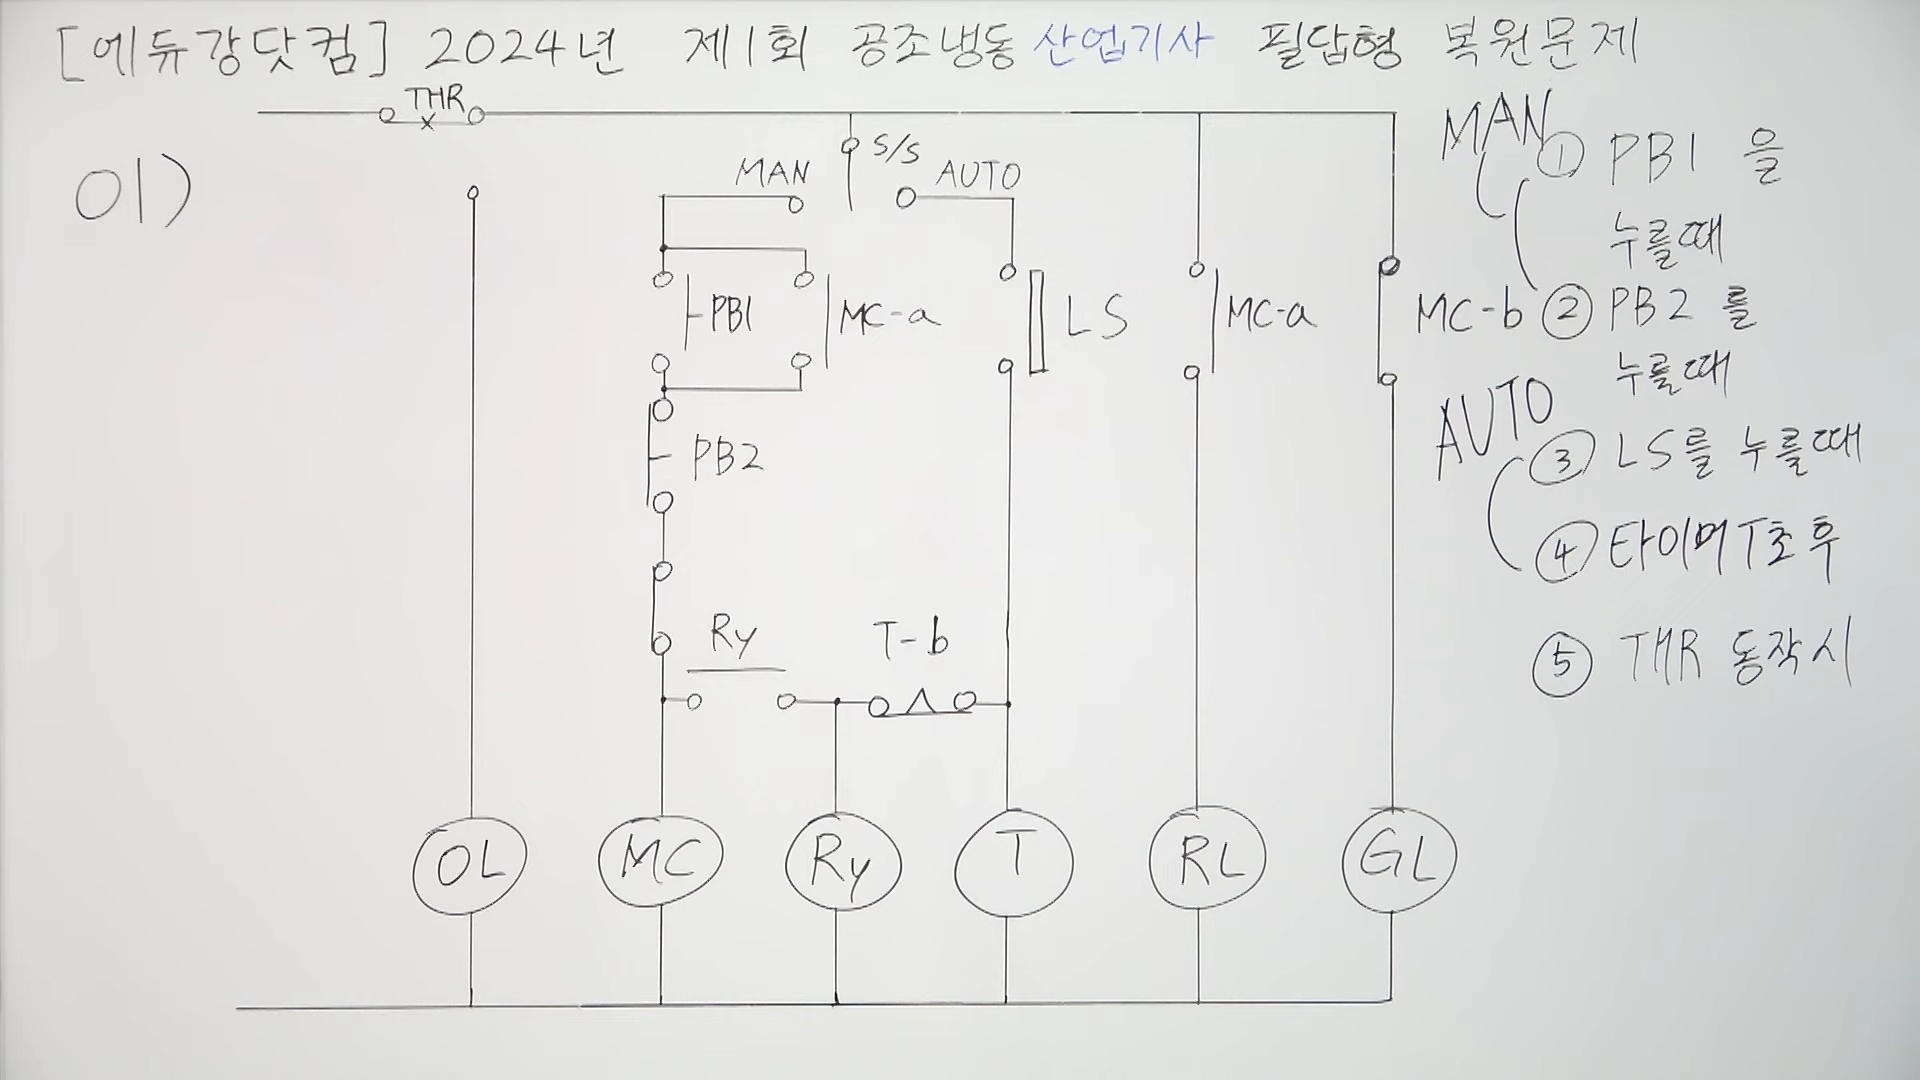 [에듀강닷컴] 2024년 제1회 공조냉동산업기사 필답형 복원문제
THR
01)
S/S
MAN
AUTO
PB1
MC-a
LS
MC-a
MC-b
PB2
Ry
T-b
OL
MC
Ry
T
RL
GL
MAN
① PB1 을
누를때
② PB2 를
누를때
AUTO
③ LS를 누를때
④ 타이머 T초 후
⑤ THR 동작시